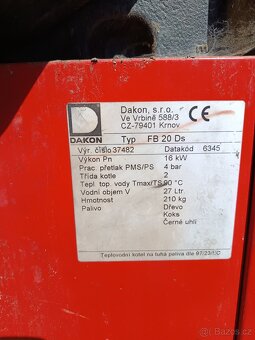 Dakon, s.r.o.
Ve Vrbině 588/3
CZ-79401 Krnov
CE
DAKON
Typ FB 20 Ds
Výr. číslo 37482 Datakód 6345
Výkon Pn 16 kW
Prac. přetlak PMS/PS 4 bar
Třída kotle 2
Tepl. top. vody Tmax/TS 90 °C
Vodní objem V 27 Ltr
Hmotnost 210 kg
Palivo Dřevo
Koks
Černé uhlí
Teplovodní kotel na tuhá paliva dle 97/23/EC
Bazoš.cz